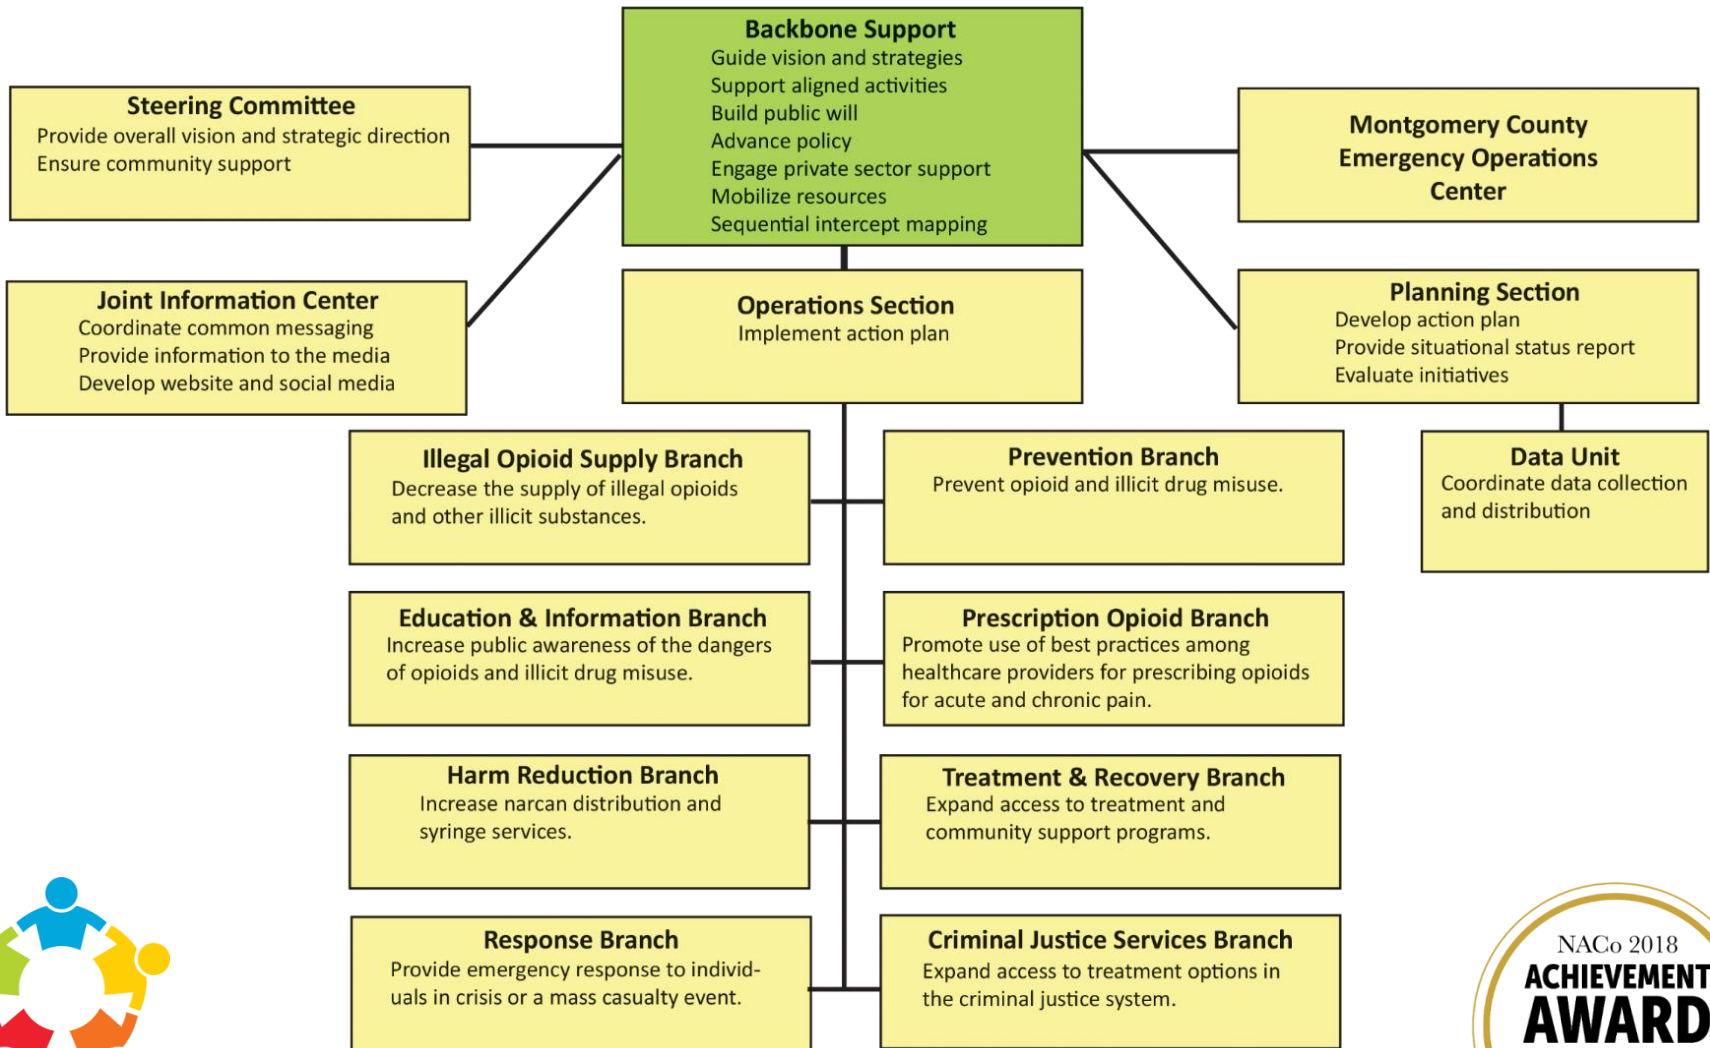 Backbone Support
Guide vision and strategies
Support aligned activities
Build public will
Advance policy
Engage private sector support
Mobilize resources
Sequential intercept mapping
Steering Committee
Provide overall vision and strategic direction
Ensure community support
Montgomery County
Emergency Operations
Center
Joint Information Center
Coordinate common messaging
Provide information to the media
Develop website and social media
Operations Section
Implement action plan
Planning Section
Develop action plan
Provide situational status report
Evaluate initiatives
Illegal Opioid Supply Branch
Decrease the supply of illegal opioids
and other illicit substances.
Prevention Branch
Prevent opioid and illicit drug misuse.
Data Unit
Coordinate data collection
and distribution
Education & Information Branch
Increase public awareness of the dangers
of opioids and illicit drug misuse.
Prescription Opioid Branch
Promote use of best practices among
healthcare providers for prescribing opioids
for acute and chronic pain.
Harm Reduction Branch
Increase narcan distribution and
syringe services.
Treatment & Recovery Branch
Expand access to treatment and
community support programs.
Response Branch
Provide emergency response to individ-
uals in crisis or a mass casualty event.
Criminal Justice Services Branch
Expand access to treatment options in
the criminal justice system.
NACo 2018
ACHIEVEMENT
AWARD